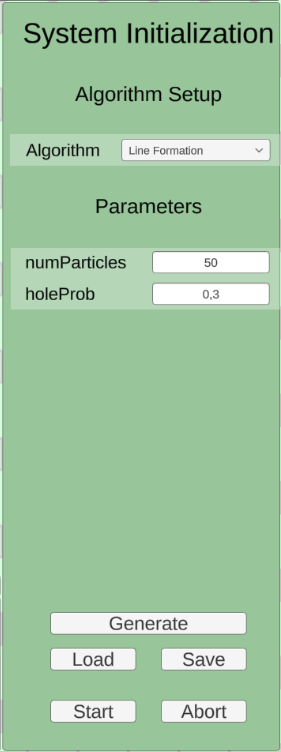 System Initialization
Algorithm Setup
Algorithm Line Formation
Parameters
numParticles 50
holeProb 0,3
Generate
Load Save
Start Abort